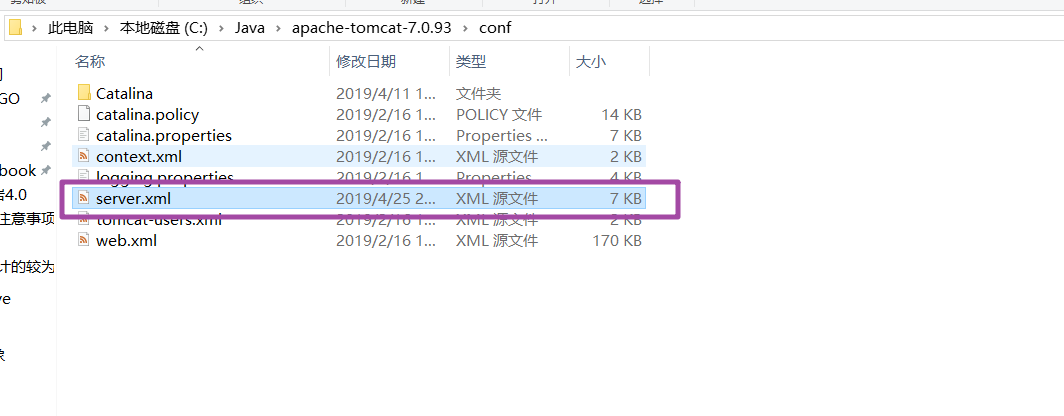 此电脑 › 本地磁盘 (C:) › Java › apache-tomcat-7.0.93 › conf
名称 修改日期 类型 大小
Catalina 2019/4/11 1... 文件夹
GO
catalina.policy 2019/2/16 1... POLICY 文件 14 KB
catalina.properties 2019/2/16 1... Properties ... 7 KB
context.xml 2019/2/16 1... XML 源文件 2 KB
book
logging.properties 2019/2/16 1... Properties 4 KB
4.0
server.xml 2019/4/25 2... XML 源文件 7 KB
注意事项
tomcat-users.xml 2019/2/16 1... XML 源文件 2 KB
web.xml 2019/2/16 1... XML 源文件 170 KB
计的较为
ve